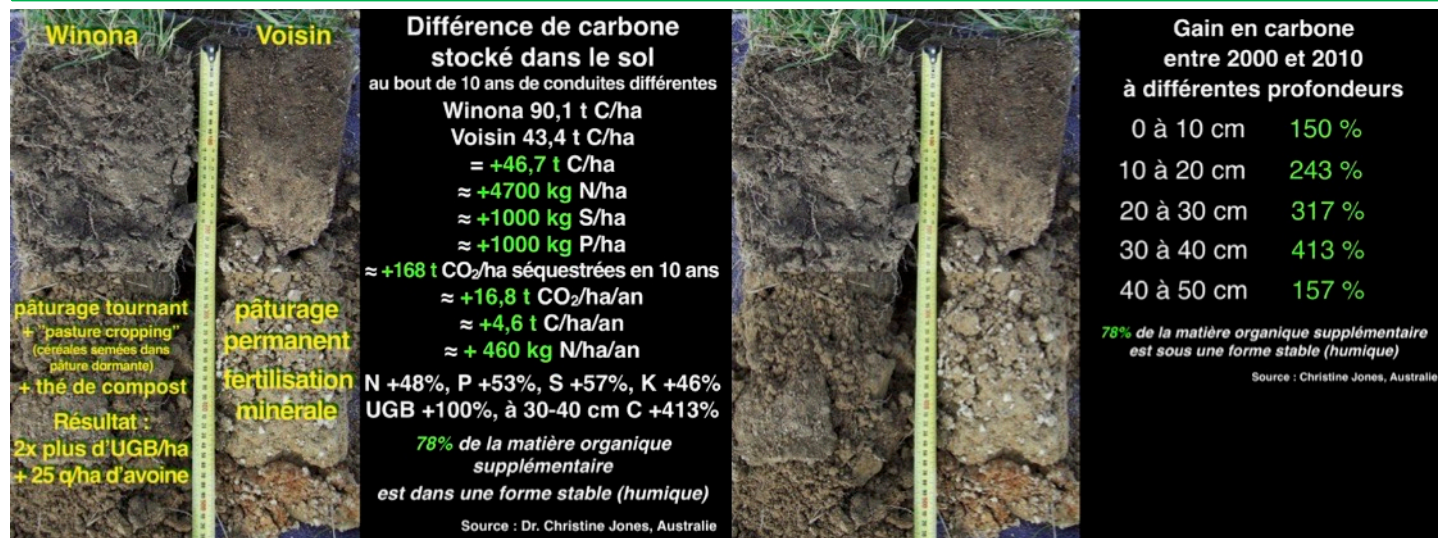 Winona
Voisin
pâturage tournant
+ "pasture cropping"
(céréales semées dans
pâture dormante)
+ thé de compost
Résultat :
2x plus d'UGB/ha
+ 25 q/ha d'avoine
pâturage
permanent
fertilisation
minérale
Différence de carbone
stocké dans le sol
au bout de 10 ans de conduites différentes
Winona 90,1 t C/ha
Voisin 43,4 t C/ha
= +46,7 t C/ha
≈ +4700 kg N/ha
≈ +1000 kg S/ha
≈ +1000 kg P/ha
≈ +168 t CO₂/ha séquestrées en 10 ans
≈ +16,8 t CO₂/ha/an
≈ +4,6 t C/ha/an
≈ + 460 kg N/ha/an
N +48%, P +53%, S +57%, K +46%
UGB +100%, à 30-40 cm C +413%
78% de la matière organique
supplémentaire
est dans une forme stable (humique)
Source : Dr. Christine Jones, Australie
Gain en carbone
entre 2000 et 2010
à différentes profondeurs
0 à 10 cm 150 %
10 à 20 cm 243 %
20 à 30 cm 317 %
30 à 40 cm 413 %
40 à 50 cm 157 %
78% de la matière organique supplémentaire
est sous une forme stable (humique)
Source : Christine Jones, Australie